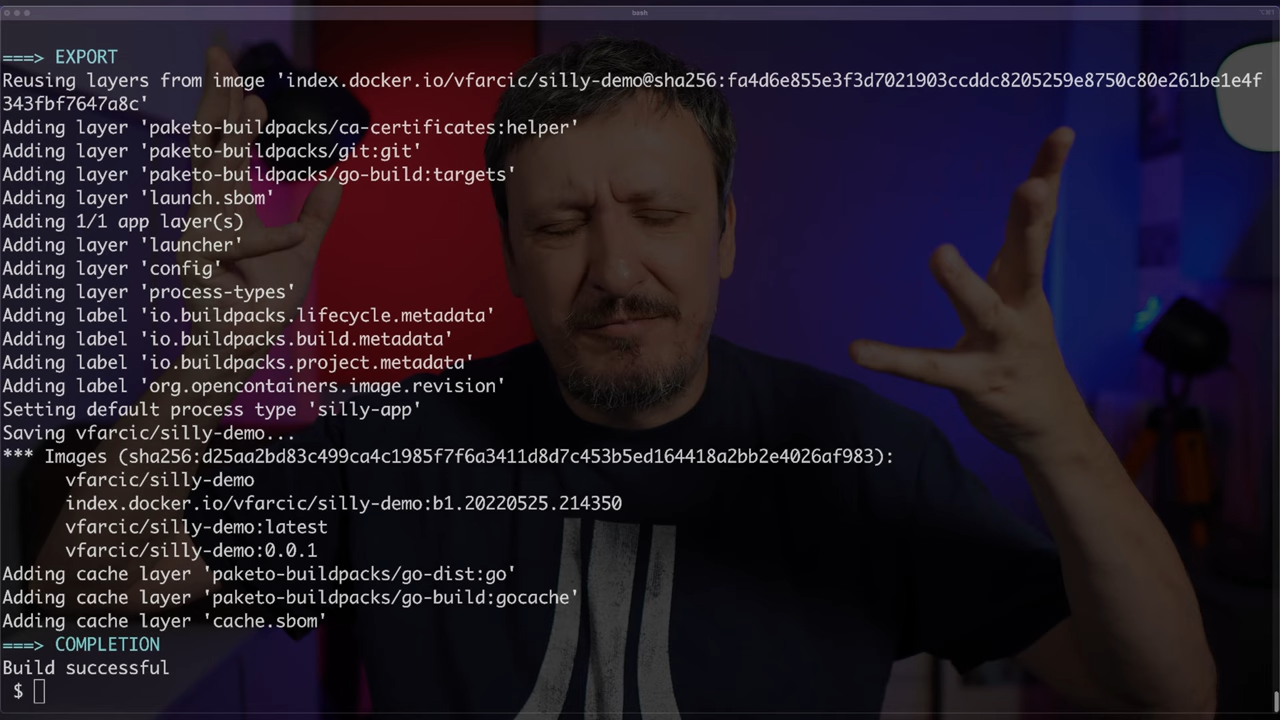 bash
===> EXPORT
Reusing layers from image 'index.docker.io/vfarcic/silly-demo@sha256:fa4d6e855e3f3d7021903ccddc8205259e8750c80e261be1e4f
343fbf7647a8c'
Adding layer 'paketo-buildpacks/ca-certificates:helper'
Adding layer 'paketo-buildpacks/git:git'
Adding layer 'paketo-buildpacks/go-build:targets'
Adding layer 'launch.sbom'
Adding 1/1 app layer(s)
Adding layer 'launcher'
Adding layer 'config'
Adding layer 'process-types'
Adding label 'io.buildpacks.lifecycle.metadata'
Adding label 'io.buildpacks.build.metadata'
Adding label 'io.buildpacks.project.metadata'
Adding label 'org.opencontainers.image.revision'
Setting default process type 'silly-app'
Saving vfarcic/silly-demo...
*** Images (sha256:d25aa2bd83c499ca4c1985f7f6a3411d8d7c453b5ed164418a2bb2e4026af983):
vfarcic/silly-demo
index.docker.io/vfarcic/silly-demo:b1.20220525.214350
vfarcic/silly-demo:latest
vfarcic/silly-demo:0.0.1
Adding cache layer 'paketo-buildpacks/go-dist:go'
Adding cache layer 'paketo-buildpacks/go-build:gocache'
Adding cache layer 'cache.sbom'
===> COMPLETION
Build successful
$